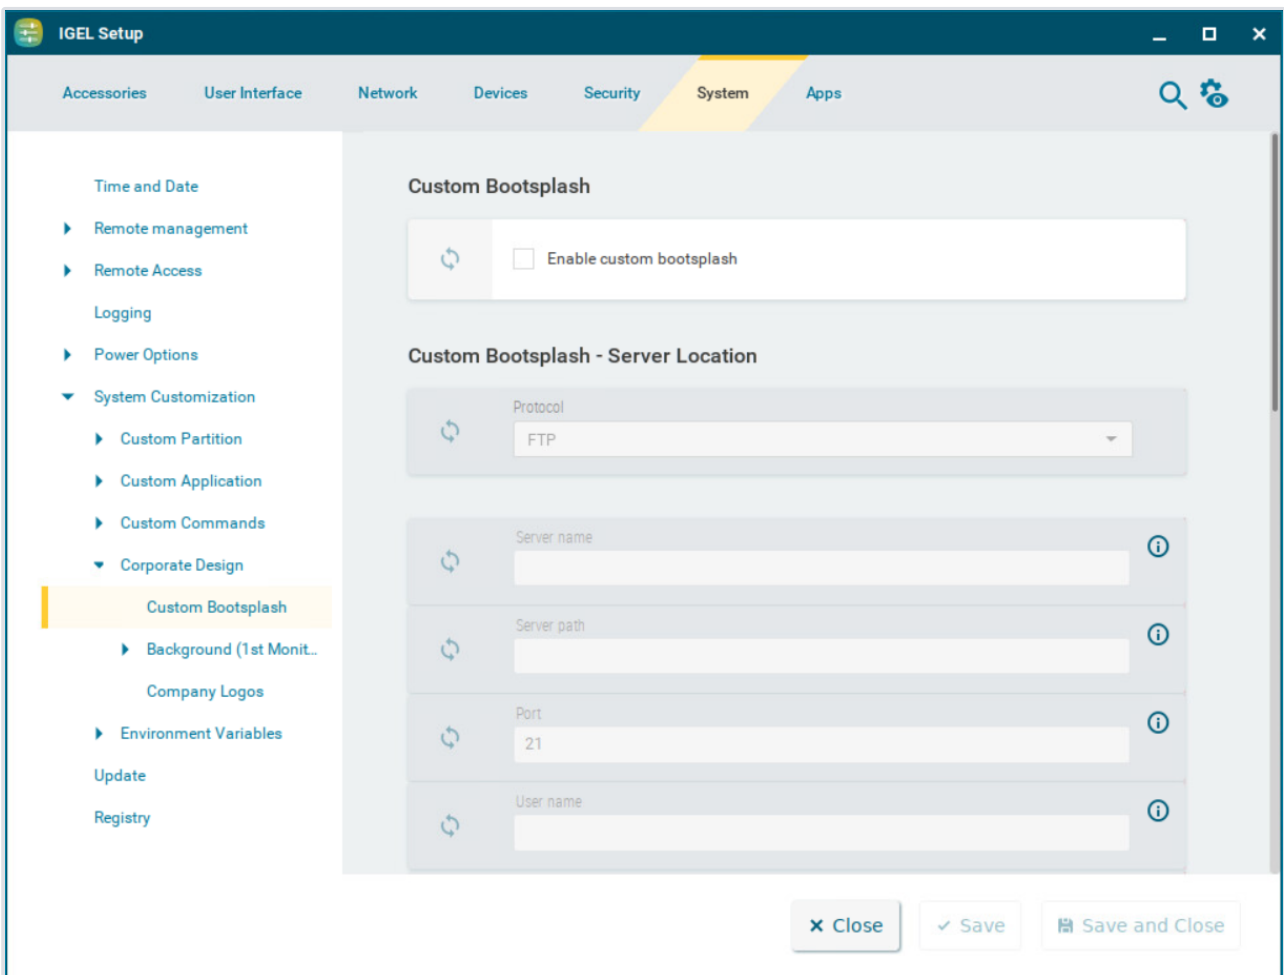 IGEL Setup
Accessories User Interface Network Devices Security System Apps
Time and Date
Remote management
Remote Access
Logging
Power Options
System Customization
Custom Partition
Custom Application
Custom Commands
Corporate Design
Custom Bootsplash
Background (1st Monit...
Company Logos
Environment Variables
Update
Registry
Custom Bootsplash
Enable custom bootsplash
Custom Bootsplash - Server Location
Protocol
FTP
Server name
Server path
Port
21
User name
Close Save Save and Close